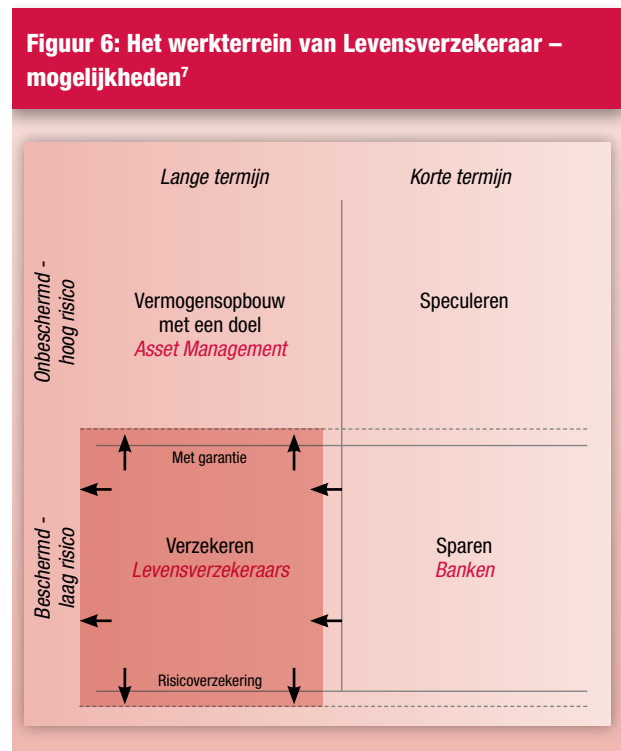 Figuur 6: Het werkterrein van Levensverzekeraar –
mogelijkheden7
Lange termijn
Korte termijn
Onbeschermd -
hoog risico
Vermogensopbouw
met een doel
Asset Management
Speculeren
Met garantie
Beschermd -
laag risico
Verzekeren
Levensverzekeraars
Sparen
Banken
Risicoverzekering